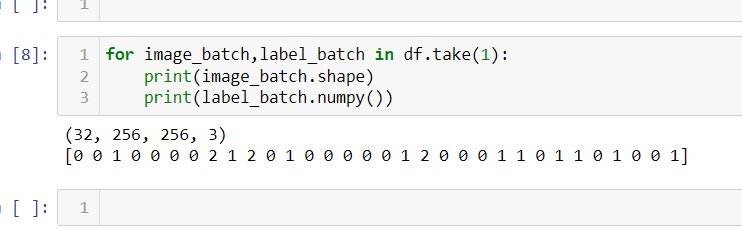 [ ]: 1
[8]: 1 for image_batch,label_batch in df.take(1):
2 print(image_batch.shape)
3 print(label_batch.numpy())
(32, 256, 256, 3)
[0 0 1 0 0 0 0 2 1 2 0 1 0 0 0 0 0 1 2 0 0 0 1 1 0 1 1 0 1 0 0 1]
[ ]: 1